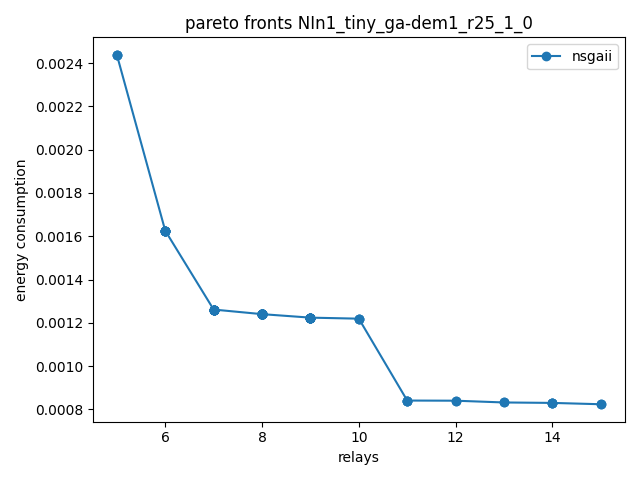 pareto fronts NIn1_tiny_ga-dem1_r25_1_0
nsgaii
0.0024
0.0022
0.0020
0.0018
0.0016
0.0014
0.0012
0.0010
0.0008
energy consumption
6 8 10 12 14
relays